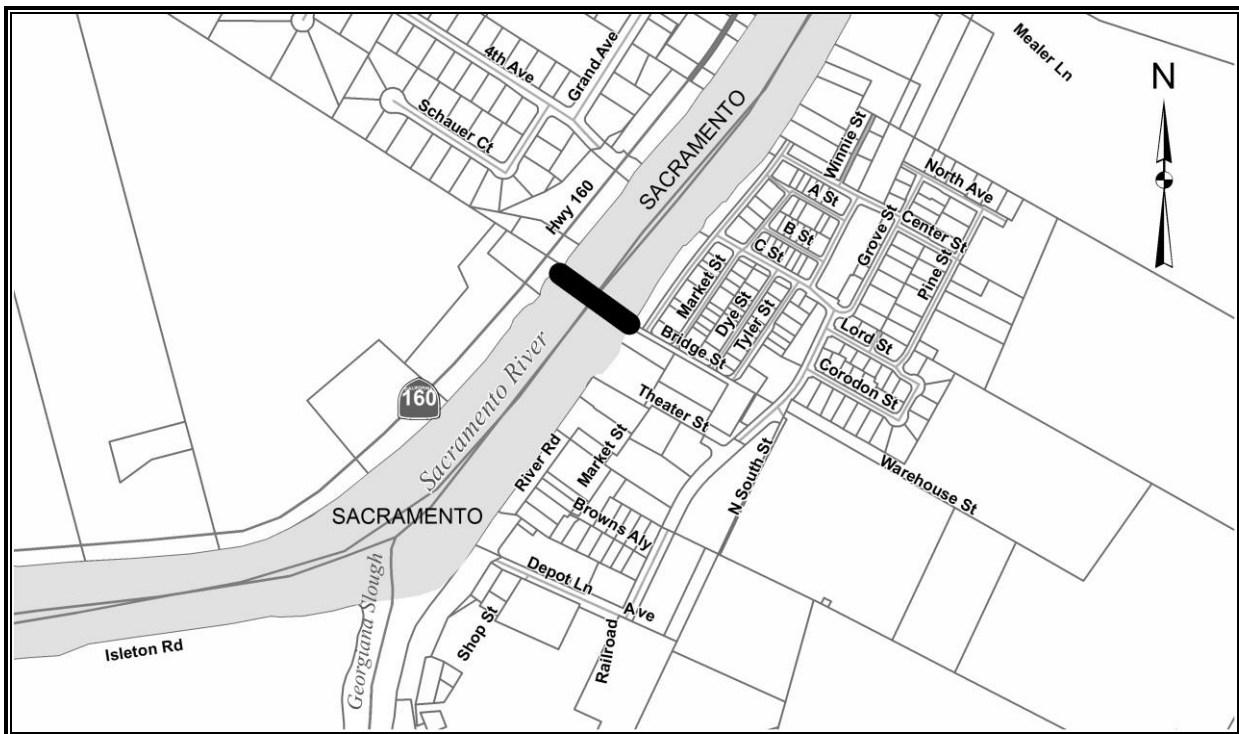 Mealer Ln
N
4th Ave
Grand Ave
Schauer Ct
SACRAMENTO
Hwy 160
Winnie St
North Ave
A St
B St
C St
Grove St
Center St
Pine St
Market St
Dye St
Tyler St
Bridge St
Lord St
Corodon St
160
Sacramento River
Theater St
River Rd
Market St
N South St
Warehouse St
SACRAMENTO
Browns Aly
Depot Ln
Georgiana Slough
Isleton Rd
Shop St
Railroad Ave